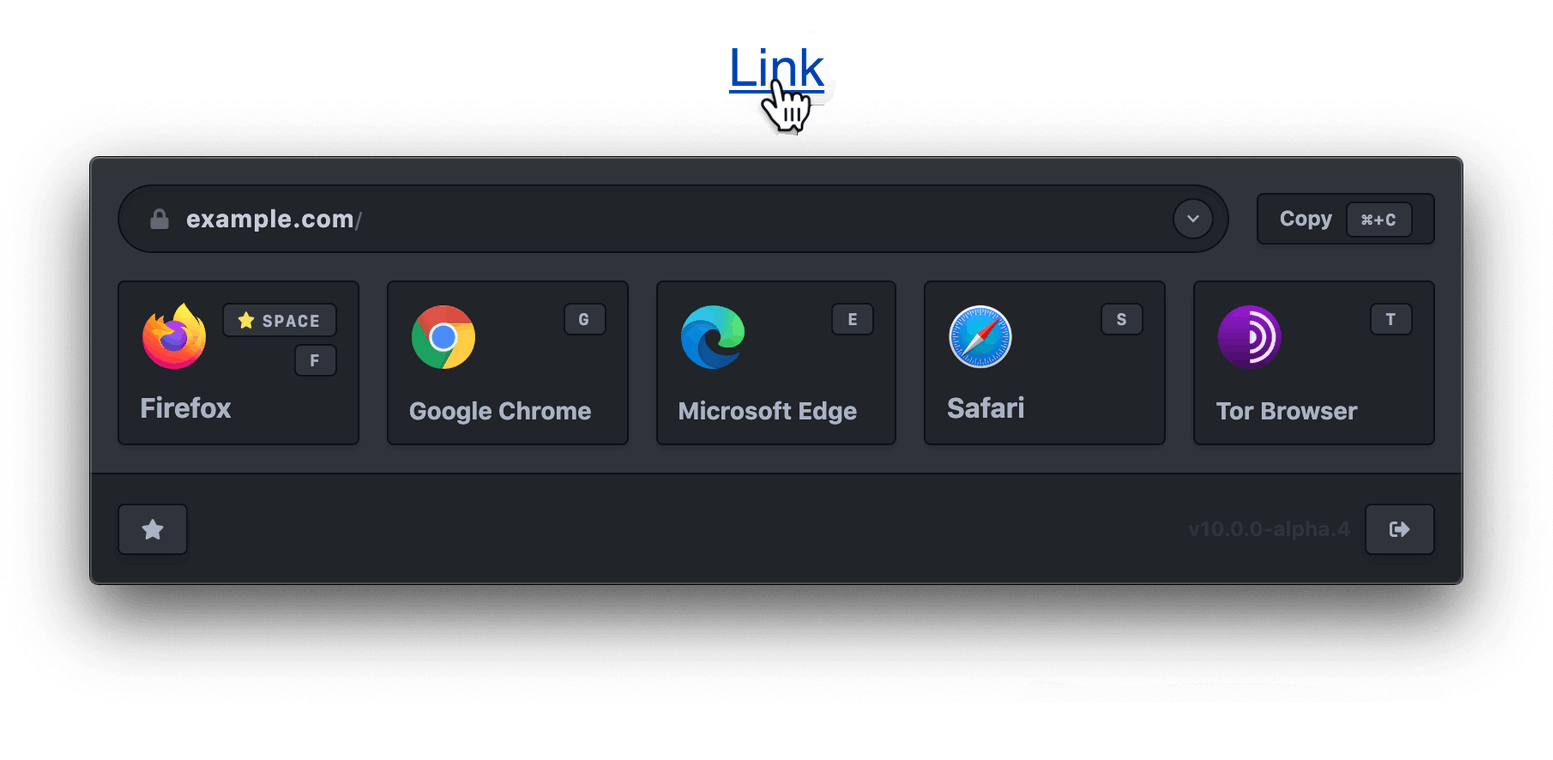 Link
example.com/
Copy ⌘+C
SPACE
G
E
S
T
F
Firefox
Google Chrome
Microsoft Edge
Safari
Tor Browser
v10.0.0-alpha.4